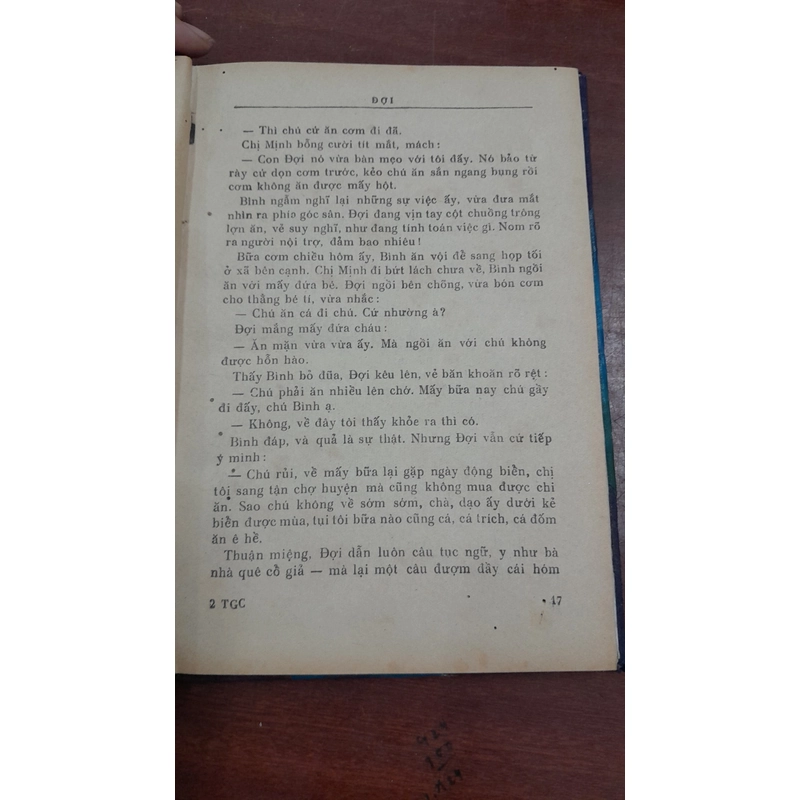 ĐỢI
— Thì chú cứ ăn cơm đi đã.
Chị Mịnh bỗng cười tít mắt, mách :
— Con Đợi nó vừa bàn mẹo với tôi đấy. Nó bảo từ
rày cứ dọn cơm trước, kẻo chú ăn sắn ngang bụng rồi
cơm không ăn được mấy hột.
Bình ngẫm nghĩ lại những sự việc ấy, vừa đưa mắt
nhìn ra phía góc sân. Đợi đang vịn tay cột chuồng trông
lợn ăn, vẻ suy nghĩ, như đang tính toán việc gì. Nom rõ
ra người nội trợ, đảm bao nhiêu !
Bữa cơm chiều hôm ấy, Bình ăn vội để sang họp tối
ở xã bên cạnh. Chị Mịnh đi bứt lách chưa về, Bình ngồi
ăn với mấy đứa bé. Đợi ngồi bên chõng, vừa bón cơm
cho thằng bé tí, vừa nhắc :
— Chú ăn cá đi chú. Cứ nhường à?
Đợi mắng mấy đứa cháu :
— Ăn mặn vừa vừa ấy. Mà ngồi ăn với chú không
được hỗn hào.
Thấy Bình bỏ đũa, Đợi kêu lên, vẻ băn khoăn rõ rệt :
— Chú phải ăn nhiều lên chớ. Mấy bữa nay chú gầy
đi đấy, chú Bình ạ.
— Không, về đây tôi thấy khỏe ra thì có.
Bình đáp, và quả là sự thật. Nhưng Đợi vẫn cứ tiếp
ý mình :
— Chú rủi, về mấy bữa lại gặp ngày động biển, chị
tôi sang tận chợ huyện mà cũng không mua được chi
ăn. Sao chú không về sớm sớm, chà, dạo ấy dưới kẻ
biển được mùa, tụi tôi bữa nào cũng cá, cá trích, cá đốm
ăn ê hề.
Thuận miệng, Đợi dẫn luôn câu tục ngữ, y như bà
nhà quê cổ giả — mà lại một câu đượm đầy cái hóm
2 TGC
17